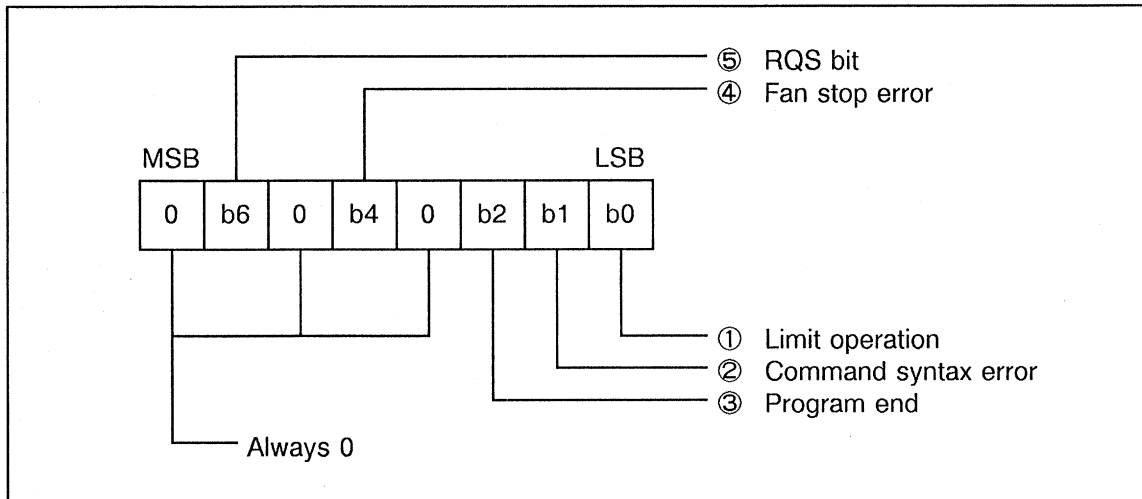 ⑤ RQS bit
④ Fan stop error
MSB LSB
0 b6 0 b4 0 b2 b1 b0
① Limit operation
② Command syntax error
③ Program end
Always 0